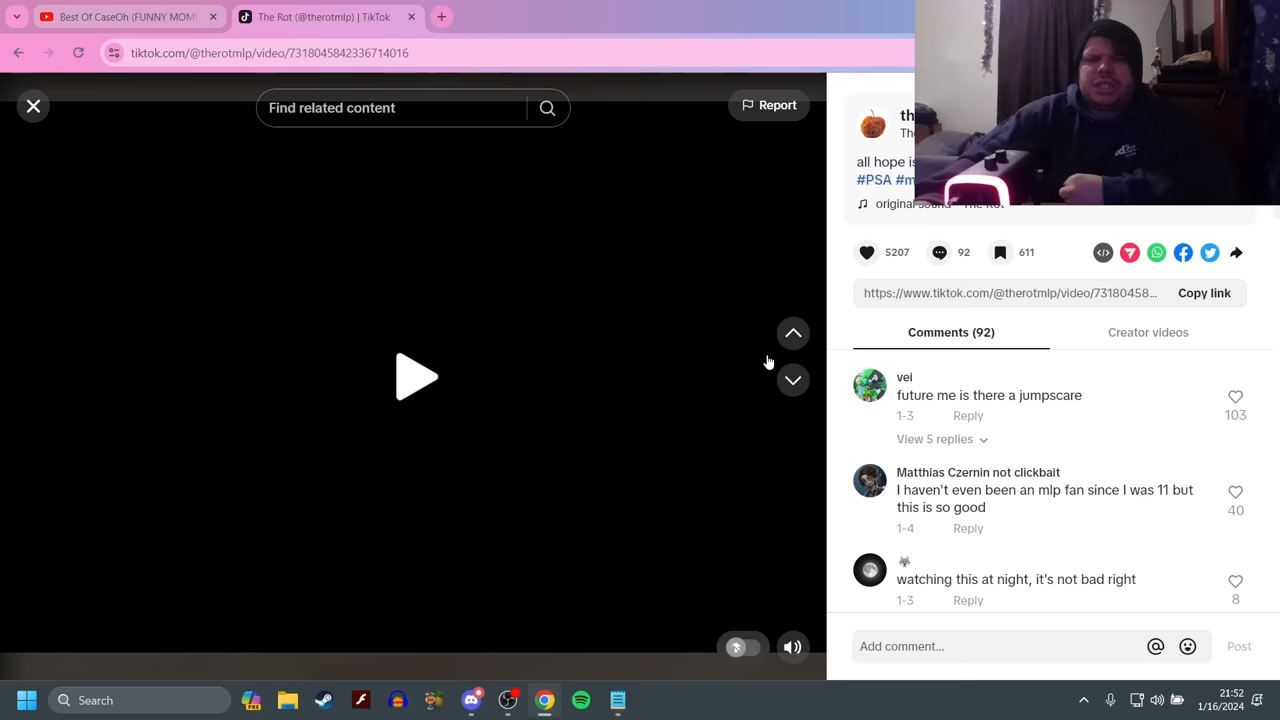 Best Of CaseOh (FUNNY MOM
The Rot (@therotmlp) | TikTok
tiktok.com/@therotmlp/video/7318045842336714016
Find related content
Report
th
The
all hope is
#PSA #m
original sound - The Rot
5207
92
611
https://www.tiktok.com/@therotmlp/video/73180458...
Copy link
Comments (92)
Creator videos
vei
future me is there a jumpscare
1-3 Reply
103
View 5 replies
Matthias Czernin not clickbait
I haven't even been an mlp fan since I was 11 but
this is so good
40
1-4 Reply
watching this at night, it's not bad right
8
1-3 Reply
Add comment...
Post
Search
PRE
21:52
1/16/2024